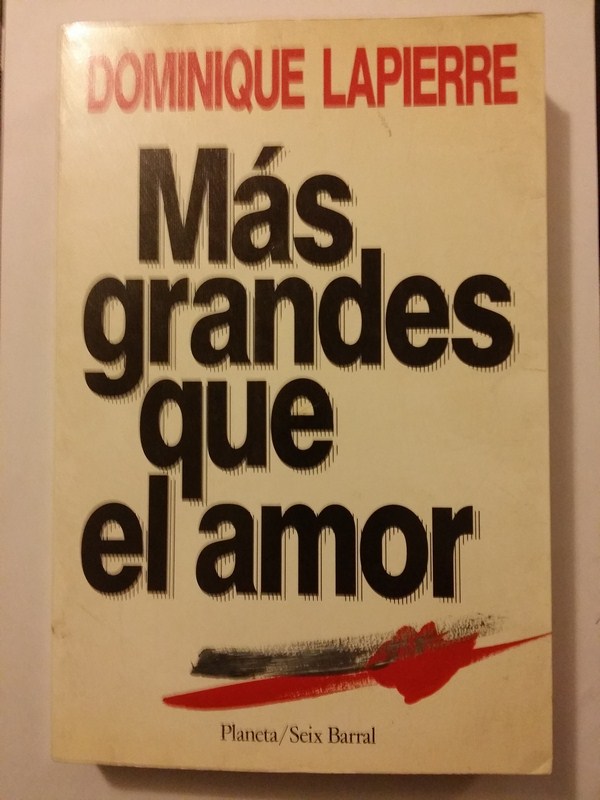 DOMINIQUE LAPIERRE
Más
grandes
que
el amor
Planeta/Seix Barral